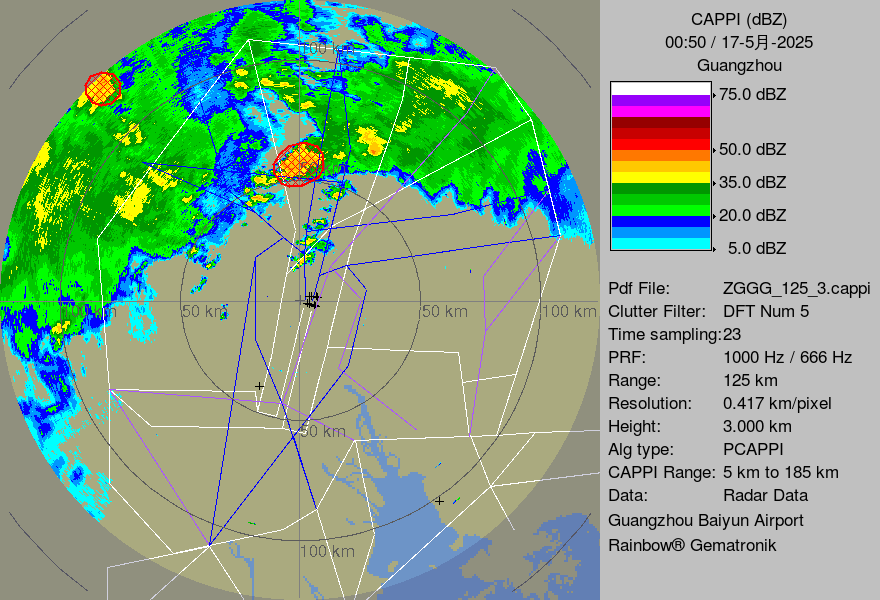 CAPPI (dBZ)
00:50 / 17-5月-2025
Guangzhou
75.0 dBZ
50.0 dBZ
35.0 dBZ
20.0 dBZ
5.0 dBZ
Pdf File: ZGGG_125_3.cappi
Clutter Filter: DFT Num 5
Time sampling:23
PRF: 1000 Hz / 666 Hz
Range: 125 km
Resolution: 0.417 km/pixel
Height: 3.000 km
Alg type: PCAPPI
CAPPI Range: 5 km to 185 km
Data: Radar Data
Guangzhou Baiyun Airport
Rainbow® Gematronik
100 km
100 km
50 km
50 km
100 km
50 km
100 km